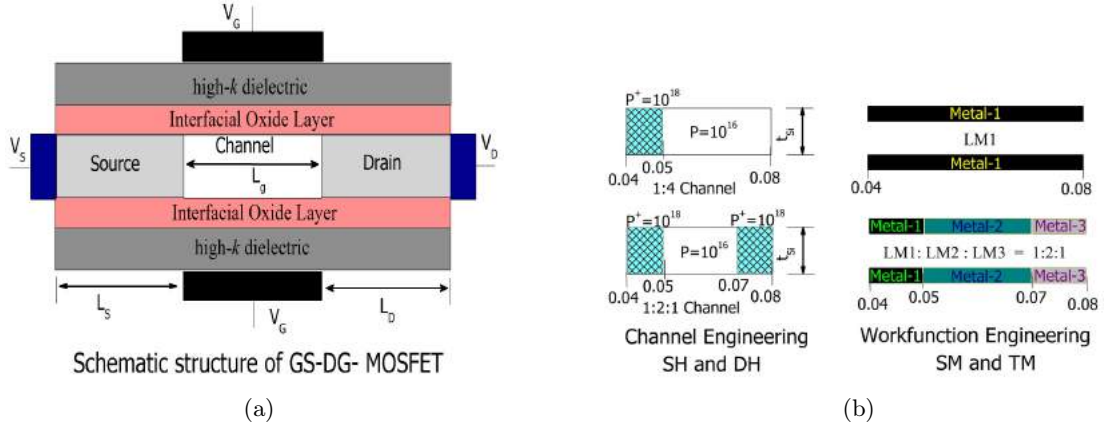 V_G
high-k dielectric
Interfacial Oxide Layer
V_S
Source
Channel
L_g
Drain
V_D
Interfacial Oxide Layer
high-k dielectric
L_S
V_G
L_D
Schematic structure of GS-DG- MOSFET
(a)
P⁺=10¹⁸
P=10¹⁶
t_si
0.04 0.05 0.08
1:4 Channel
P⁺=10¹⁸ P⁺=10¹⁸
P=10¹⁶
t_si
0.04 0.05 0.07 0.08
1:2:1 Channel
Channel Engineering
SH and DH
Metal-1
LM1
Metal-1
0.04 0.08
Metal-1 Metal-2 Metal-3
LM1: LM2 : LM3 = 1:2:1
Metal-1 Metal-2 Metal-3
0.04 0.05 0.07 0.08
Workfunction Engineering
SM and TM
(b)